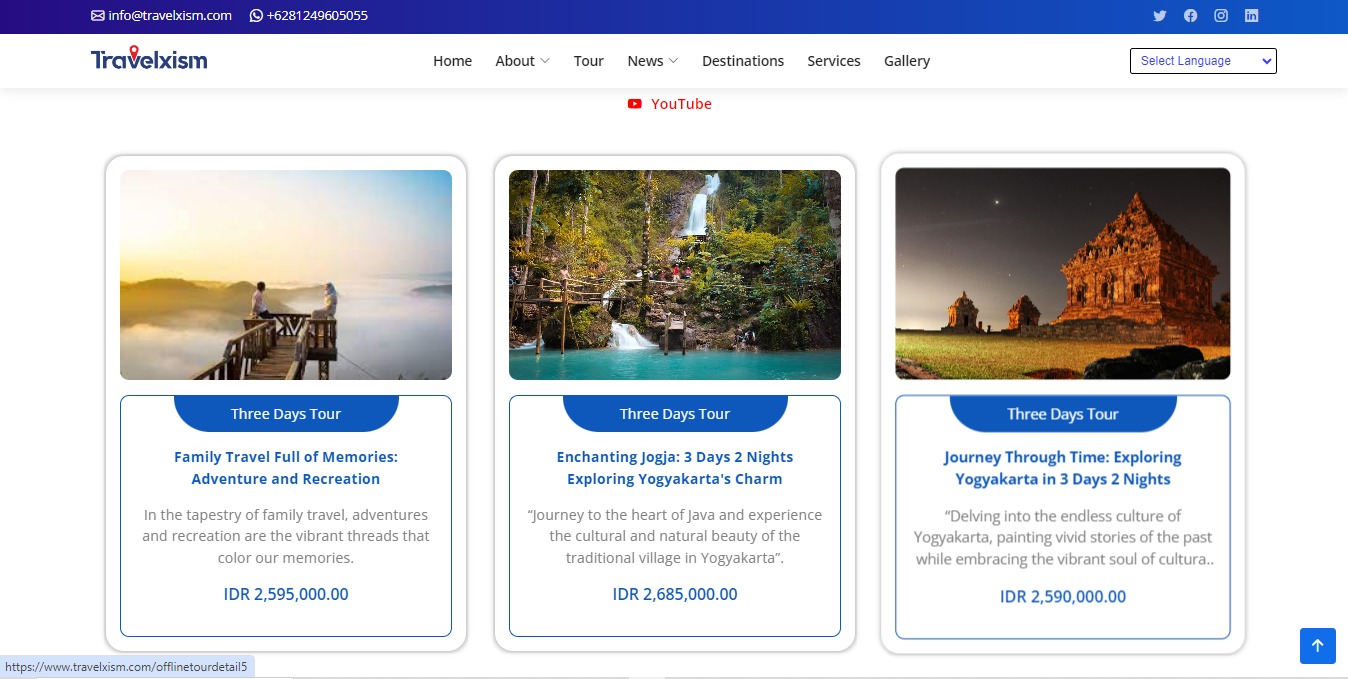 info@travelxism.com +6281249605055
Travelxism
Home About Tour News Destinations Services Gallery
Select Language
YouTube
Three Days Tour
Family Travel Full of Memories:
Adventure and Recreation
In the tapestry of family travel, adventures
and recreation are the vibrant threads that
color our memories.
IDR 2,595,000.00
Three Days Tour
Enchanting Jogja: 3 Days 2 Nights
Exploring Yogyakarta's Charm
“Journey to the heart of Java and experience
the cultural and natural beauty of the
traditional village in Yogyakarta”.
IDR 2,685,000.00
Three Days Tour
Journey Through Time: Exploring
Yogyakarta in 3 Days 2 Nights
“Delving into the endless culture of
Yogyakarta, painting vivid stories of the past
while embracing the vibrant soul of cultura..
IDR 2,590,000.00
https://www.travelxism.com/offlinetourdetail5